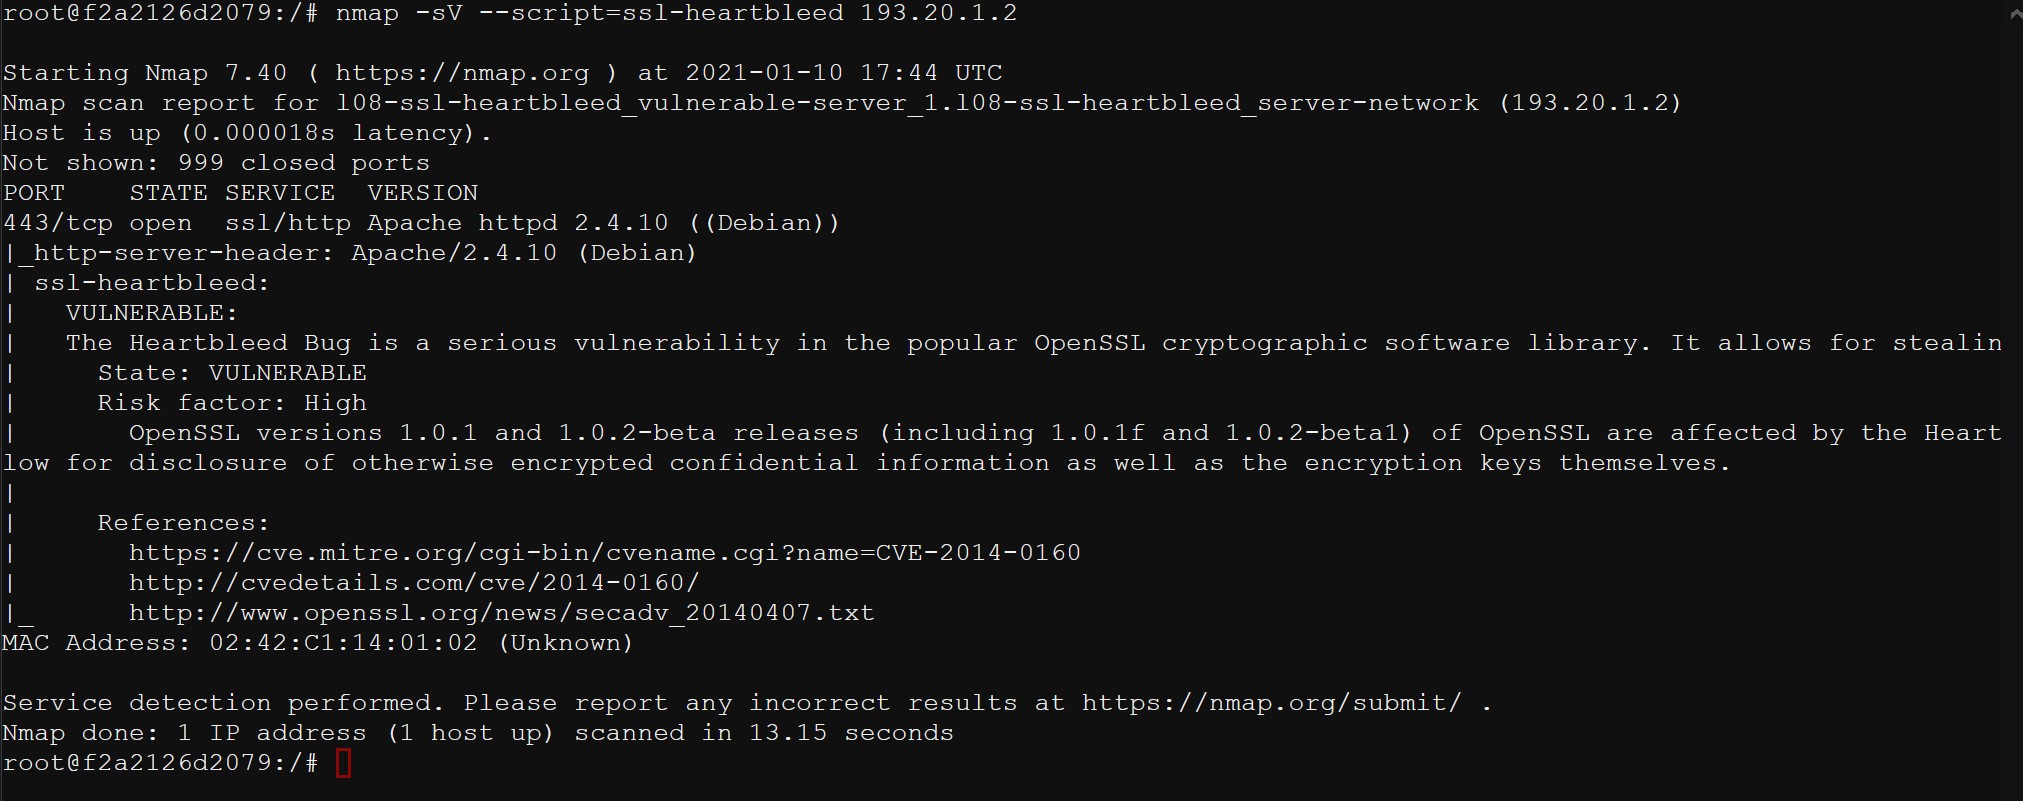 root@f2a2126d2079:/# nmap -sV --script=ssl-heartbleed 193.20.1.2
Starting Nmap 7.40 ( https://nmap.org ) at 2021-01-10 17:44 UTC
Nmap scan report for l08-ssl-heartbleed_vulnerable-server_1.l08-ssl-heartbleed_server-network (193.20.1.2)
Host is up (0.000018s latency).
Not shown: 999 closed ports
PORT    STATE SERVICE  VERSION
443/tcp open  ssl/http Apache httpd 2.4.10 ((Debian))
|_http-server-header: Apache/2.4.10 (Debian)
| ssl-heartbleed:
|   VULNERABLE:
|   The Heartbleed Bug is a serious vulnerability in the popular OpenSSL cryptographic software library. It allows for stealin
|     State: VULNERABLE
|     Risk factor: High
|       OpenSSL versions 1.0.1 and 1.0.2-beta releases (including 1.0.1f and 1.0.2-beta1) of OpenSSL are affected by the Heart
low for disclosure of otherwise encrypted confidential information as well as the encryption keys themselves.
|
|     References:
|       https://cve.mitre.org/cgi-bin/cvename.cgi?name=CVE-2014-0160
|       http://cvedetails.com/cve/2014-0160/
|_      http://www.openssl.org/news/secadv_20140407.txt
MAC Address: 02:42:C1:14:01:02 (Unknown)
Service detection performed. Please report any incorrect results at https://nmap.org/submit/ .
Nmap done: 1 IP address (1 host up) scanned in 13.15 seconds
root@f2a2126d2079:/#